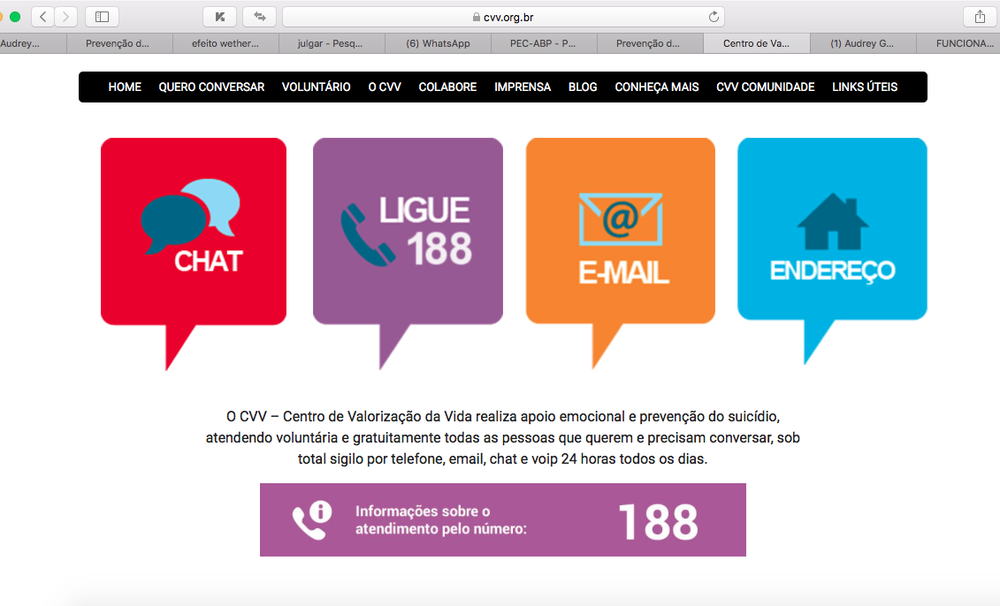 cvv.org.br
Audrey...
Prevenção d...
efeito wether...
julgar - Pesq...
(6) WhatsApp
PEC-ABP - P...
Prevenção d...
Centro de Va...
(1) Audrey G...
FUNCIONA...
HOME QUERO CONVERSAR VOLUNTÁRIO O CVV COLABORE IMPRENSA BLOG CONHEÇA MAIS CVV COMUNIDADE LINKS ÚTEIS
CHAT
LIGUE
188
@
E-MAIL
ENDEREÇO
O CVV – Centro de Valorização da Vida realiza apoio emocional e prevenção do suicídio,
atendendo voluntária e gratuitamente todas as pessoas que querem e precisam conversar, sob
total sigilo por telefone, email, chat e voip 24 horas todos os dias.
i
Informações sobre o
atendimento pelo número:
188